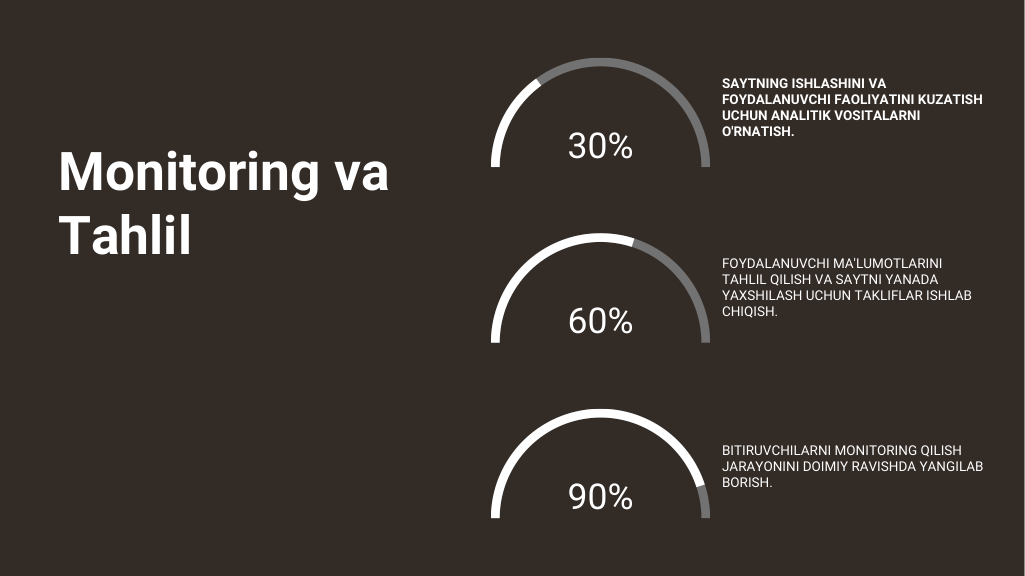 Monitoring va
Tahlil
30%
SAYTNING ISHLASHINI VA
FOYDALANUVCHI FAOLIYATINI KUZATISH
UCHUN ANALITIK VOSITALARNI
O'RNATISH.
60%
FOYDALANUVCHI MA'LUMOTLARINI
TAHLIL QILISH VA SAYTNI YANADA
YAXSHILASH UCHUN TAKLIFLAR ISHLAB
CHIQISH.
90%
BITIRUVCHILARNI MONITORING QILISH
JARAYONINI DOIMIY RAVISHDA YANGILAB
BORISH.